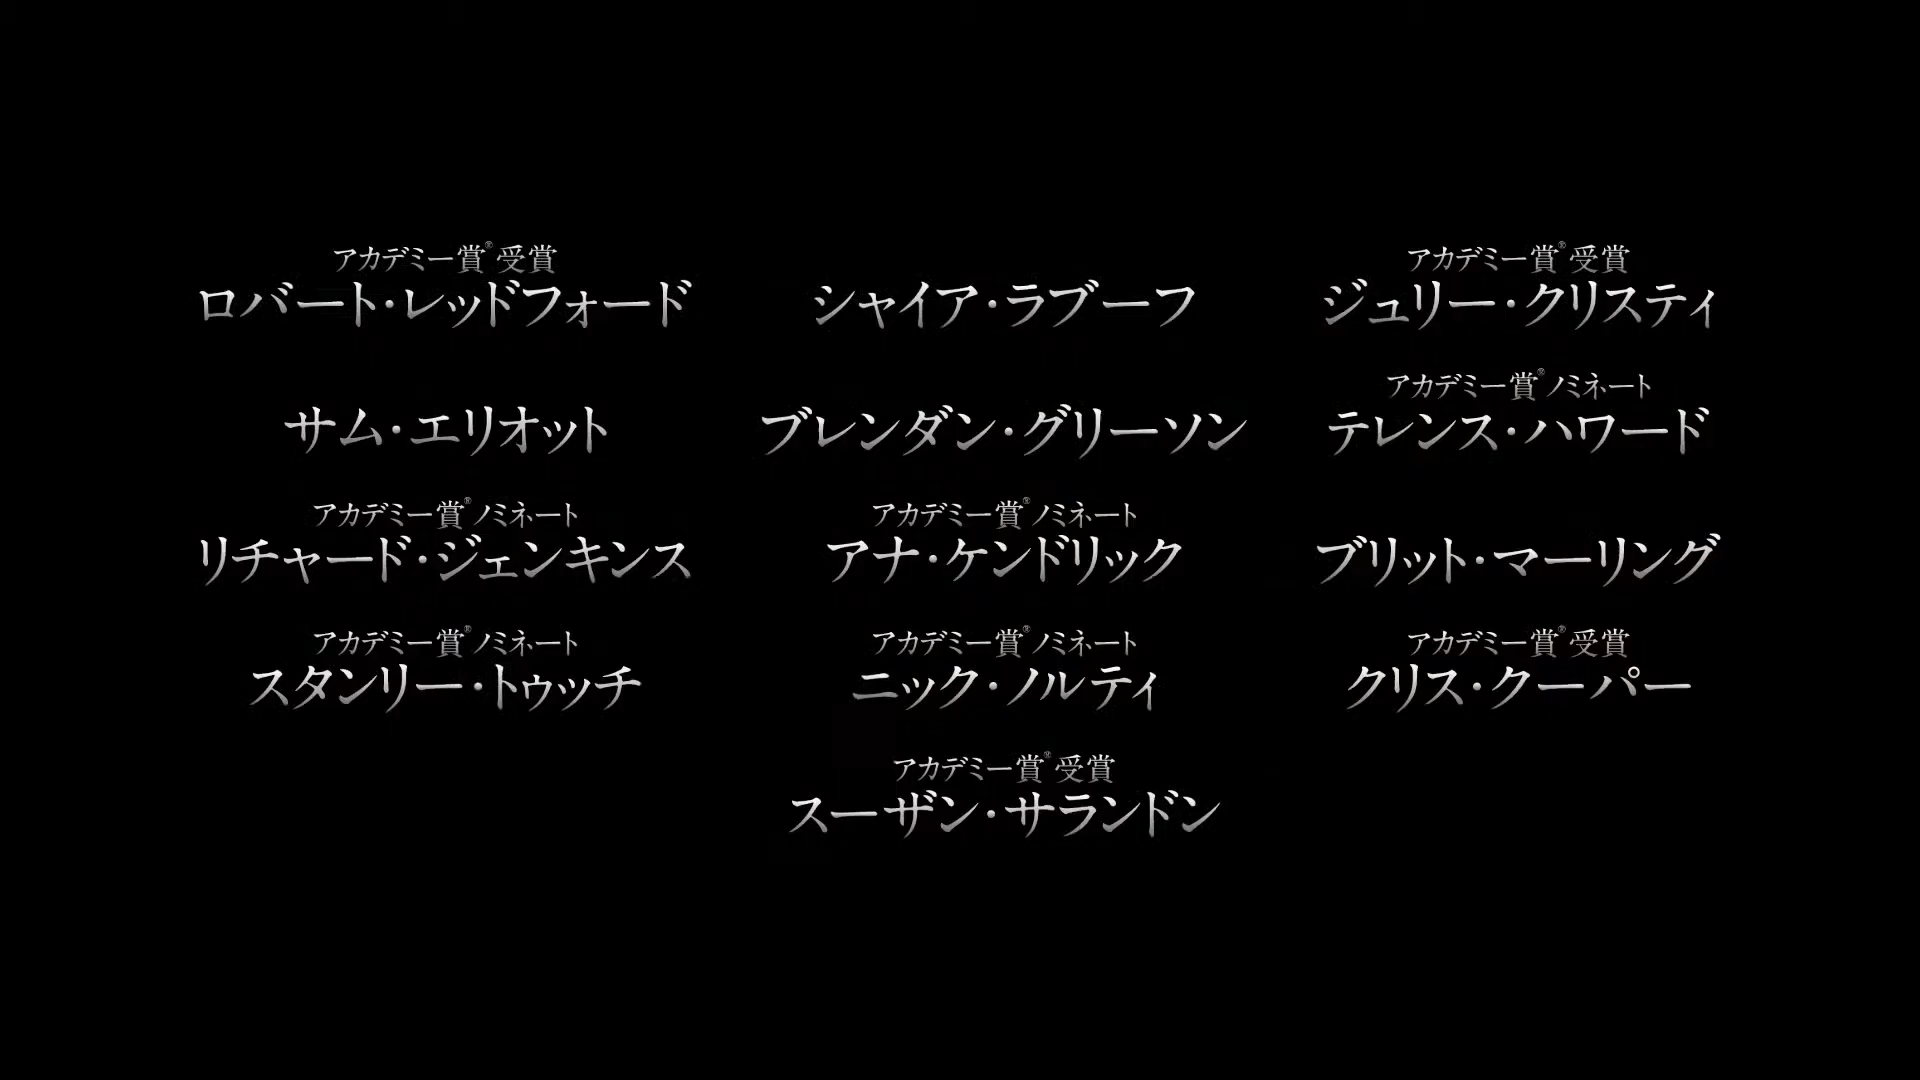 アカデミー賞®受賞
ロバート・レッドフォード
シャイア・ラブーフ
アカデミー賞®受賞
ジュリー・クリスティ
サム・エリオット
ブレンダン・グリーソン
アカデミー賞®ノミネート
テレンス・ハワード
アカデミー賞®ノミネート
リチャード・ジェンキンス
アカデミー賞®ノミネート
アナ・ケンドリック
ブリット・マーリング
アカデミー賞®ノミネート
スタンリー・トゥッチ
アカデミー賞®ノミネート
ニック・ノルティ
アカデミー賞®受賞
クリス・クーパー
アカデミー賞®受賞
スーザン・サランドン